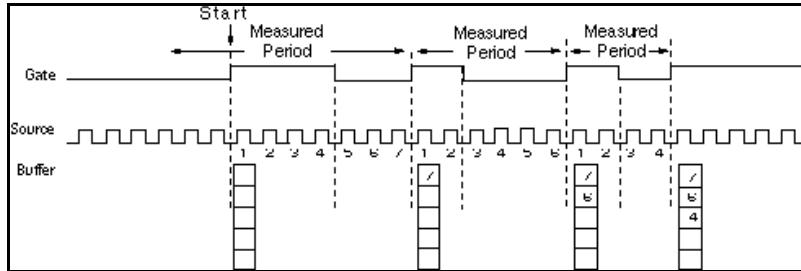 Start
Measured Period
Measured Period
Measured Period
Gate
Source
1 2 3 4 5 6 7 1 2 3 4 5 6 1 2 3 4
Buffer
7 7 7
6 6
4